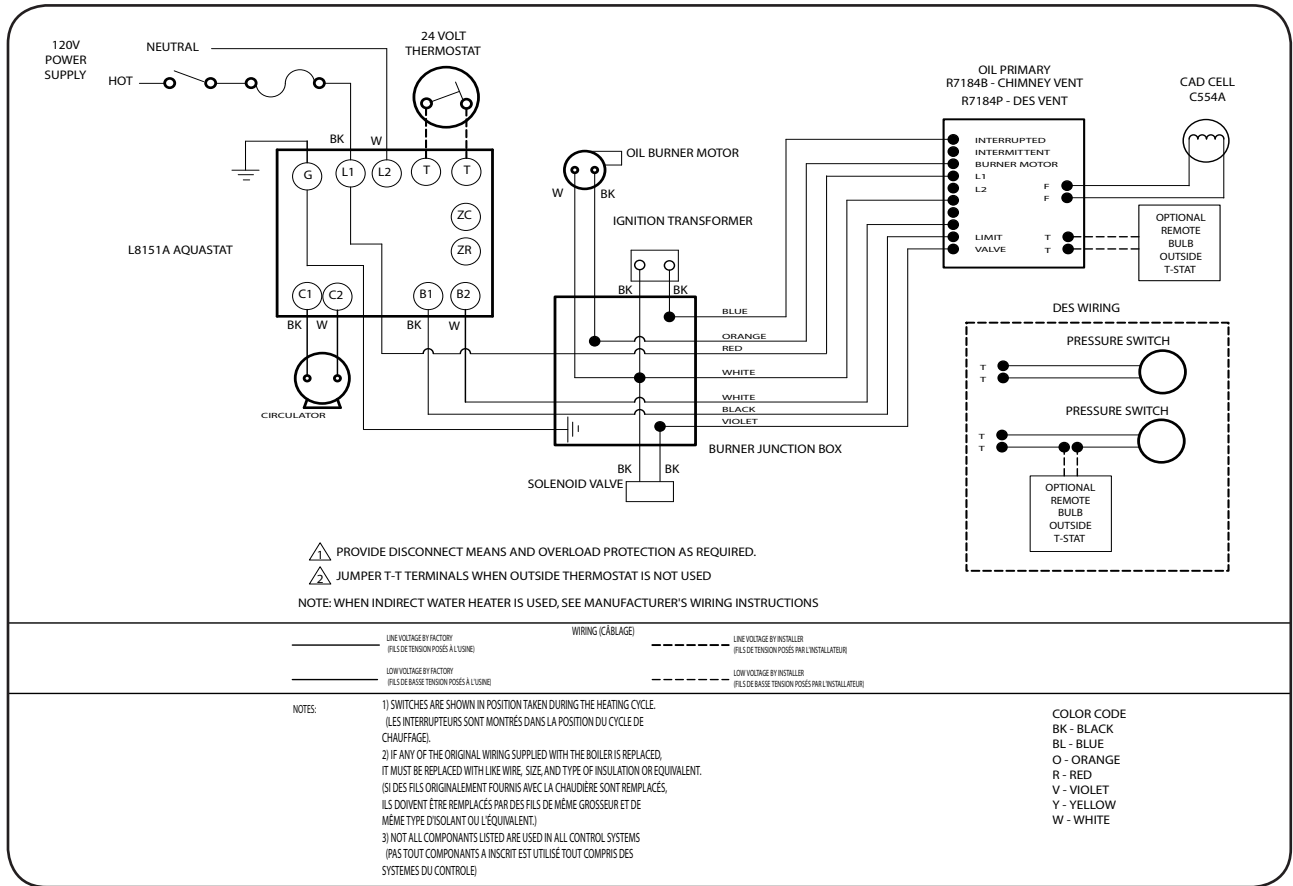 120V
POWER
SUPPLY
NEUTRAL
HOT
24 VOLT
THERMOSTAT
BK
W
G
L1
L2
T
T
ZC
ZR
L8151A AQUASTAT
C1
C2
B1
B2
BK
W
BK
W
CIRCULATOR
OIL BURNER MOTOR
W
BK
IGNITION TRANSFORMER
BK
BK
BLUE
ORANGE
RED
WHITE
WHITE
BLACK
VIOLET
BURNER JUNCTION BOX
BK
BK
SOLENOID VALVE
OIL PRIMARY
R7184B - CHIMNEY VENT
R7184P - DES VENT
INTERRUPTED
INTERMITTENT
BURNER MOTOR
L1
L2
LIMIT
VALVE
F
F
T
T
CAD CELL
C554A
OPTIONAL
REMOTE
BULB
OUTSIDE
T-STAT
DES WIRING
PRESSURE SWITCH
T
T
PRESSURE SWITCH
T
T
OPTIONAL
REMOTE
BULB
OUTSIDE
T-STAT
1 PROVIDE DISCONNECT MEANS AND OVERLOAD PROTECTION AS REQUIRED.
2 JUMPER T-T TERMINALS WHEN OUTSIDE THERMOSTAT IS NOT USED
NOTE: WHEN INDIRECT WATER HEATER IS USED, SEE MANUFACTURER'S WIRING INSTRUCTIONS
WIRING (CÂBLAGE)
LINE VOLTAGE BY FACTORY
(FILS DE TENSION POSÉS À L'USINE)
LINE VOLTAGE BY INSTALLER
(FILS DE TENSION POSÉS PAR L'INSTALLATEUR)
LOW VOLTAGE BY FACTORY
(FILS DE BASSE TENSION POSÉS À L'USINE)
LOW VOLTAGE BY INSTALLER
(FILS DE BASSE TENSION POSÉS PAR L'INSTALLATEUR)
NOTES:
1) SWITCHES ARE SHOWN IN POSITION TAKEN DURING THE HEATING CYCLE.
(LES INTERRUPTEURS SONT MONTRÉS DANS LA POSITION DU CYCLE DE
CHAUFFAGE).
2) IF ANY OF THE ORIGINAL WIRING SUPPLIED WITH THE BOILER IS REPLACED,
IT MUST BE REPLACED WITH LIKE WIRE, SIZE, AND TYPE OF INSULATION OR EQUIVALENT.
(SI DES FILS ORIGINALEMENT FOURNIS AVEC LA CHAUDIÈRE SONT REMPLACÉS,
ILS DOIVENT ÊTRE REMPLACÉS PAR DES FILS DE MÊME GROSSEUR ET DE
MÊME TYPE D'ISOLANT OU L'ÉQUIVALENT.)
3) NOT ALL COMPONANTS LISTED ARE USED IN ALL CONTROL SYSTEMS
(PAS TOUT COMPONANTS A INSCRIT EST UTILISÉ TOUT COMPRIS DES
SYSTEMES DU CONTROLE)
COLOR CODE
BK - BLACK
BL - BLUE
O - ORANGE
R - RED
V - VIOLET
Y - YELLOW
W - WHITE